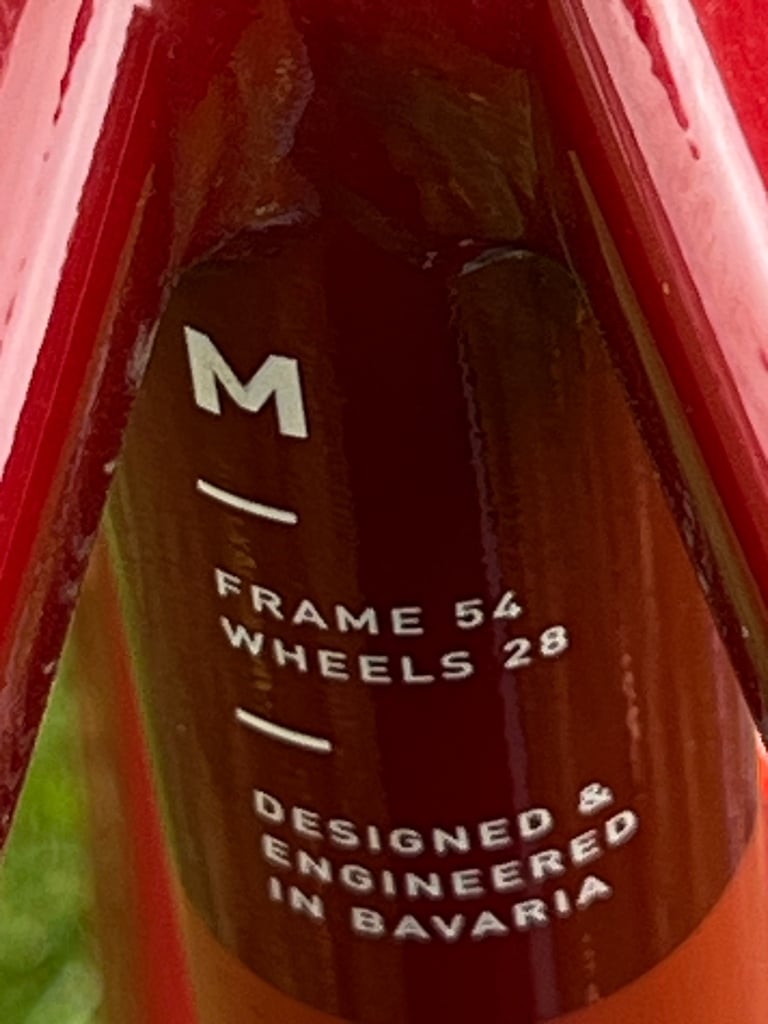 M
FRAME 54
WHEELS 28
DESIGNED &
ENGINEERED
IN BAVARIA